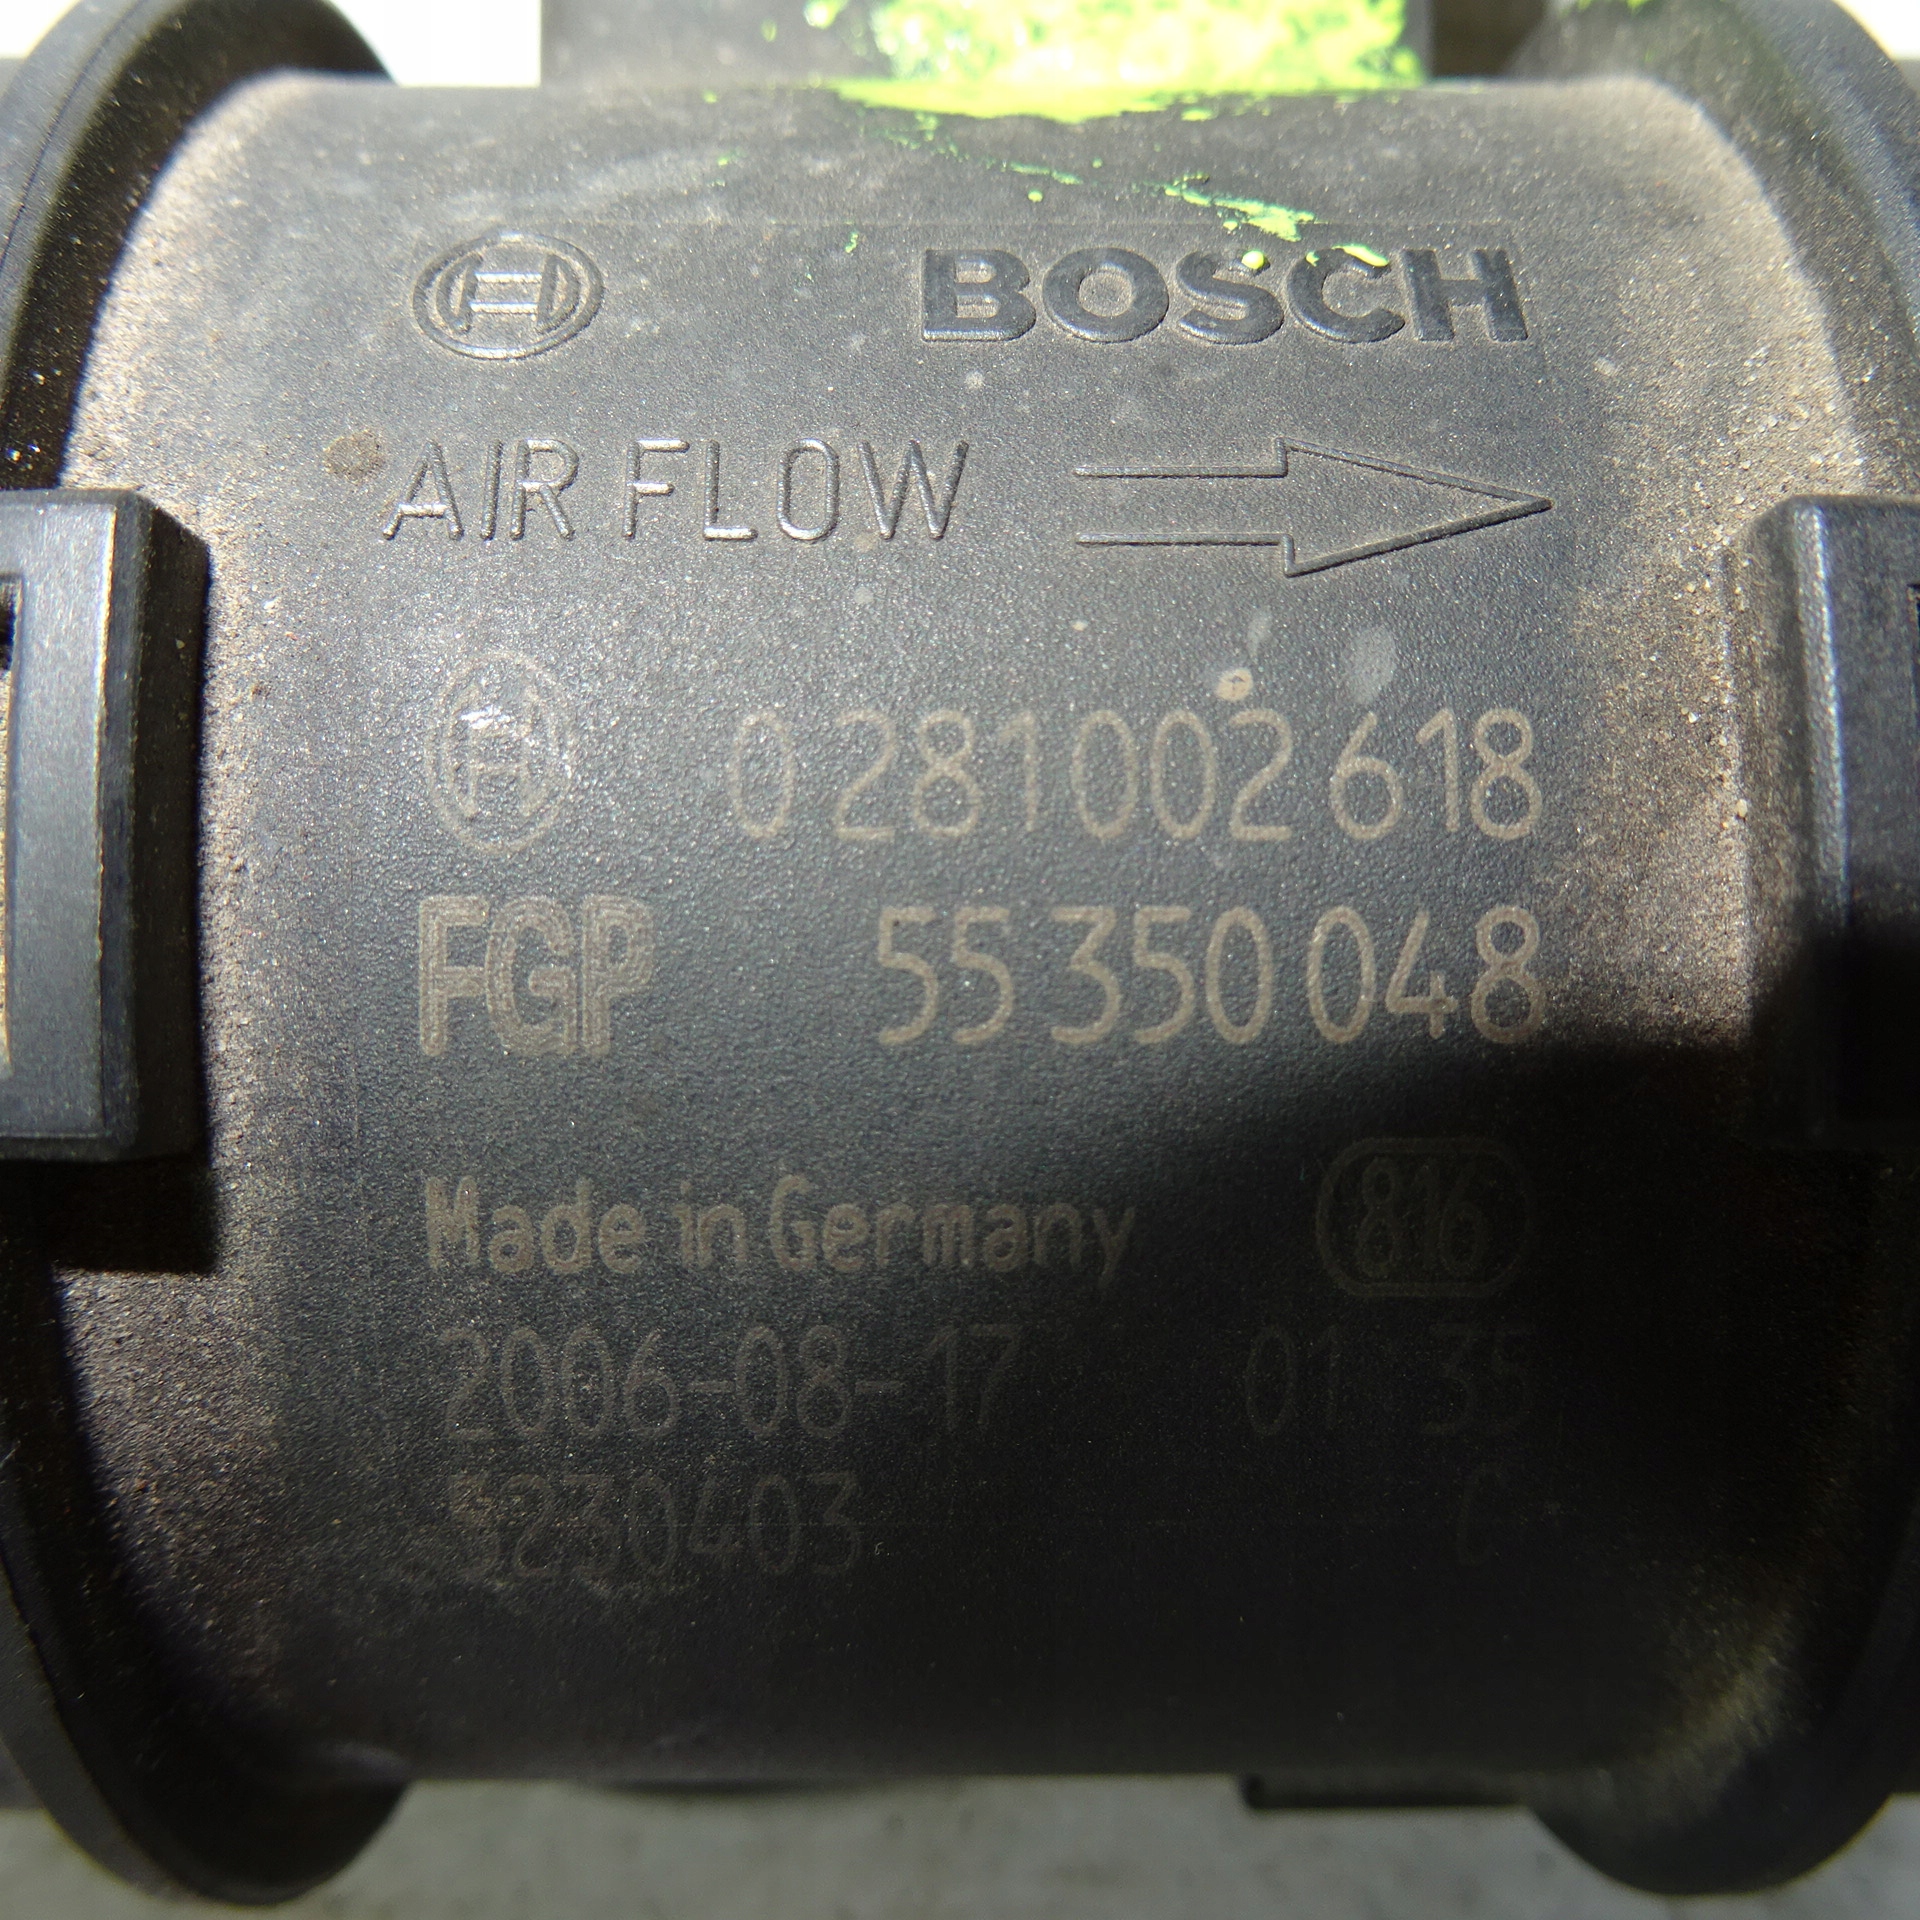 BOSCH
AIR FLOW
0 281 002 618
FGP 55 350 048
Made in Germany 816
2006-08-17 01 35
5230403 C